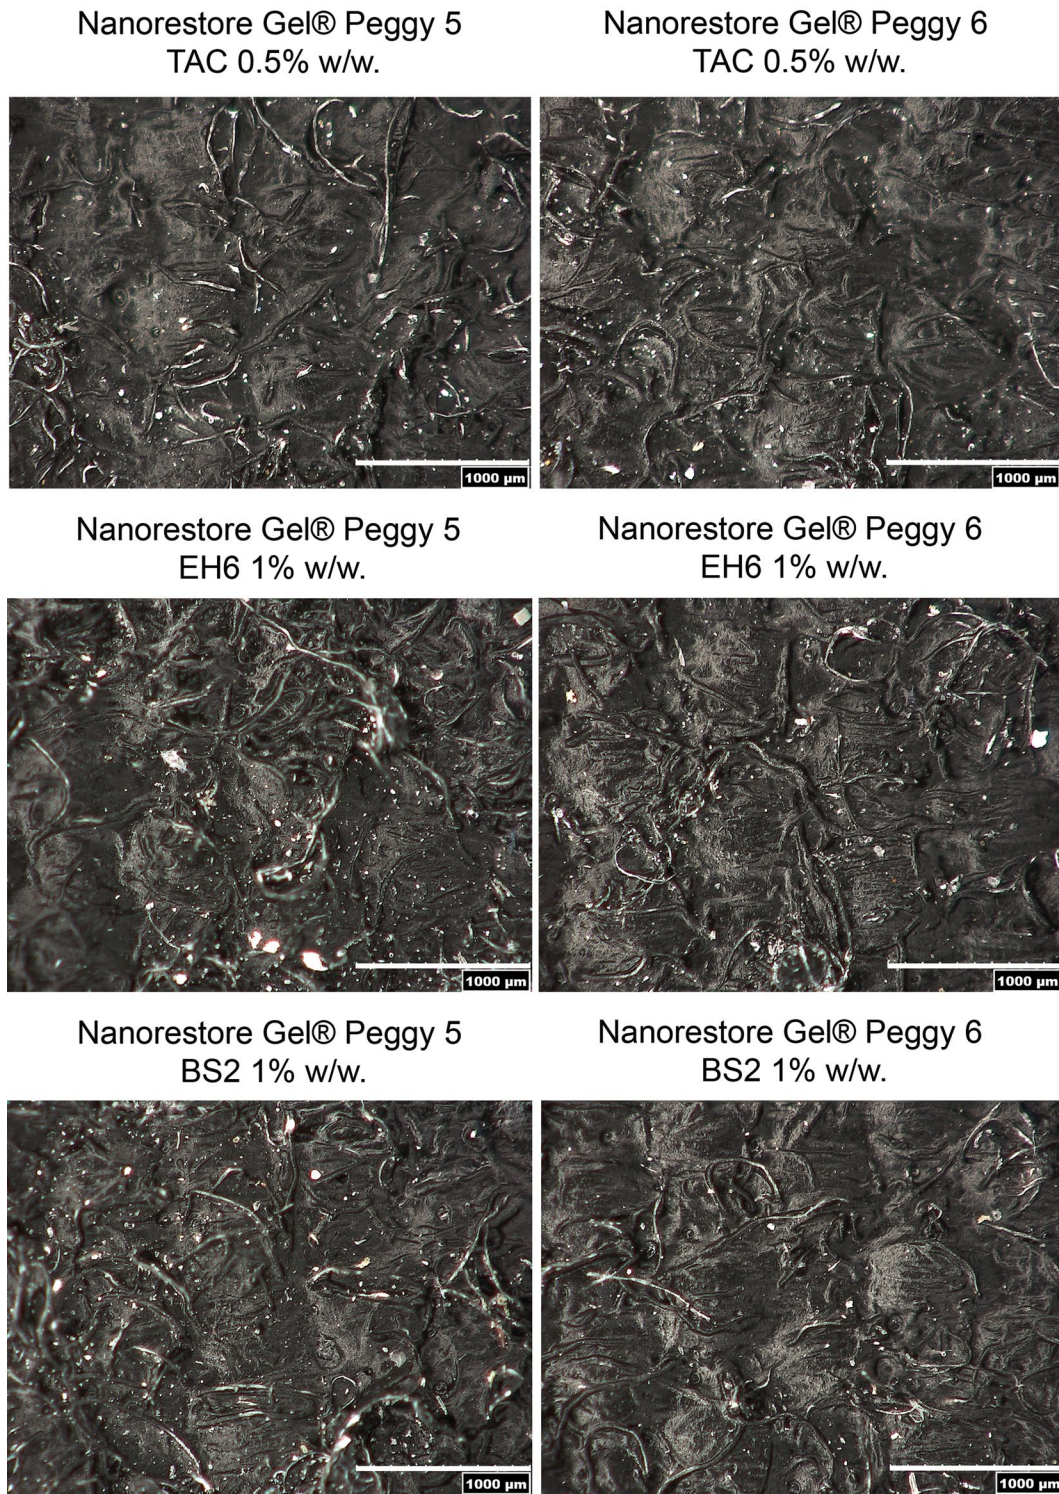 Nanorestore Gel® Peggy 5
TAC 0.5% w/w.
Nanorestore Gel® Peggy 6
TAC 0.5% w/w.
1000 µm
1000 µm
Nanorestore Gel® Peggy 5
EH6 1% w/w.
Nanorestore Gel® Peggy 6
EH6 1% w/w.
1000 µm
1000 µm
Nanorestore Gel® Peggy 5
BS2 1% w/w.
Nanorestore Gel® Peggy 6
BS2 1% w/w.
1000 µm
1000 µm